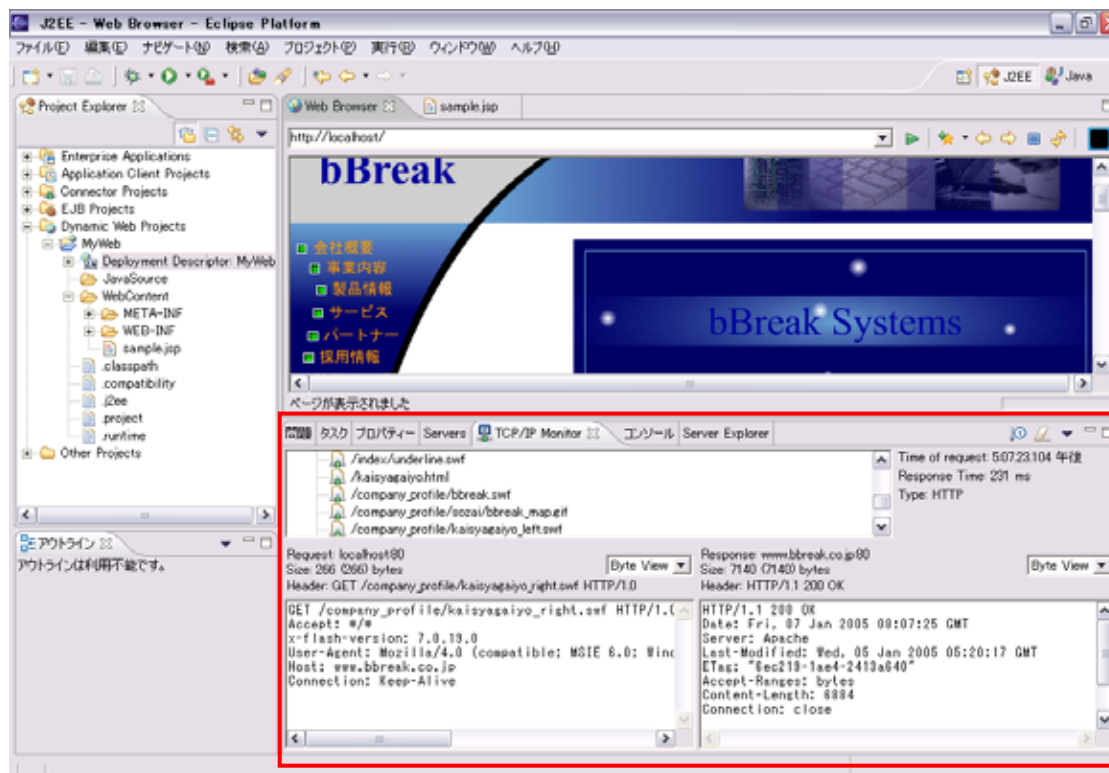 J2EE - Web Browser - Eclipse Platform
ファイル(F) 編集(E) ナビゲート(N) 検索(A) プロジェクト(P) 実行(R) ウィンドウ(W) ヘルプ(H)
J2EE Java
Project Explorer
Web Browser sample.jsp
http://localhost/
Enterprise Applications
Application Client Projects
Connector Projects
EJB Projects
Dynamic Web Projects
MyWeb
Deployment Descriptor: MyWeb
JavaSource
WebContent
META-INF
WEB-INF
sample.jsp
.classpath
.compatibility
.j2ee
.project
.runtime
Other Projects
bBreak
会社概要
事業内容
製品情報
サービス
パートナー
採用情報
bBreak Systems
ページが表示されました
アウトライン
アウトラインは利用不能です。
問題 タスク プロパティー Servers TCP/IP Monitor コンソール Server Explorer
/index/underline.swf
/kaisyagaiyo.html
/company_profile/bbreak.swf
/company_profile/sozai/bbreak_map.gif
/company_profile/kaisyagaiyo_left.swf
Time of request: 5:07.23.104 午後
Response Time: 231 ms
Type: HTTP
Request: localhost:80
Size: 266 (266) bytes
Header: GET /company_profile/kaisyagaiyo_right.swf HTTP/1.0
Byte View
Response: www.bbreak.co.jp:80
Size: 7140 (7140) bytes
Header: HTTP/1.1 200 OK
Byte View
GET /company_profile/kaisyagaiyo_right.swf HTTP/1.0
Accept: */*
x-flash-version: 7.0.19.0
User-Agent: Mozilla/4.0 (compatible; MSIE 6.0; Wind
Host: www.bbreak.co.jp
Connection: Keep-Alive
HTTP/1.1 200 OK
Date: Fri, 07 Jan 2005 08:07:25 GMT
Server: Apache
Last-Modified: Wed, 05 Jan 2005 05:20:17 GMT
ETag: "6ec219-1ae4-2413a640"
Accept-Ranges: bytes
Content-Length: 6884
Connection: close